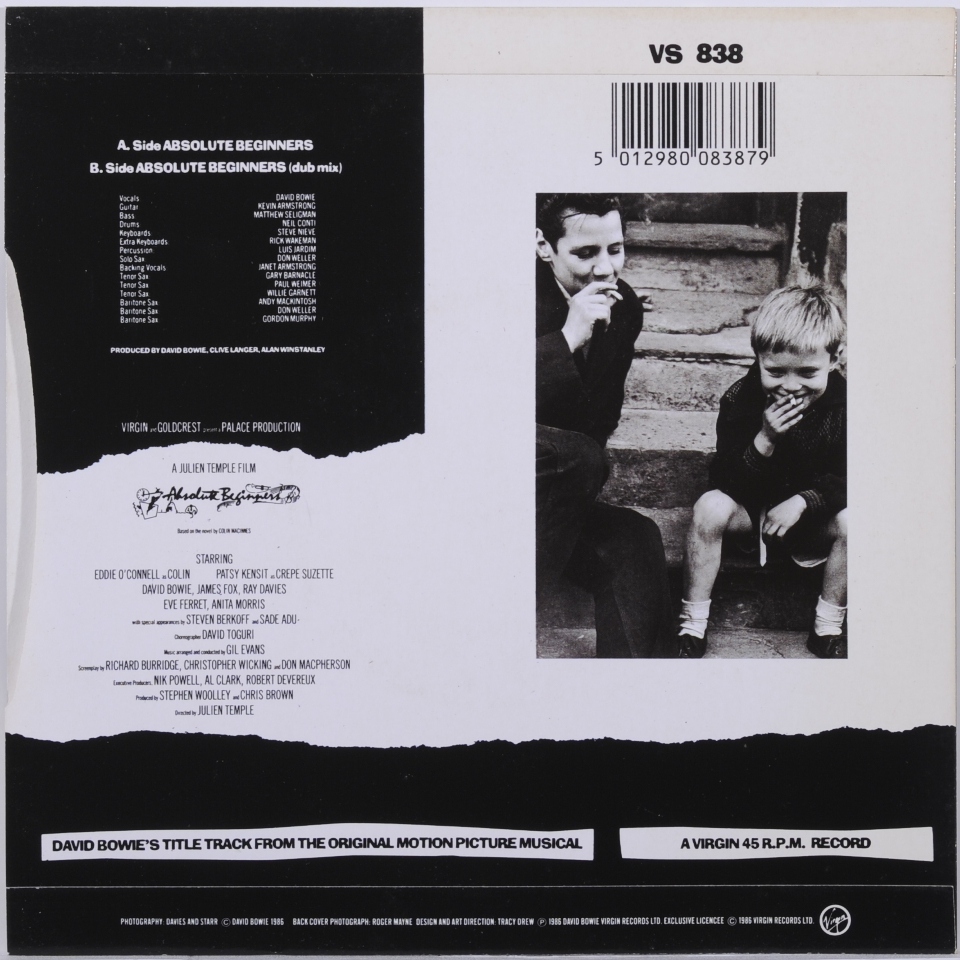 VS 838
5 012980 083879
A. Side ABSOLUTE BEGINNERS
B. Side ABSOLUTE BEGINNERS (dub mix)
Vocals DAVID BOWIE
Guitar KEVIN ARMSTRONG
Bass MATTHEW SELIGMAN
Drums NEIL CONTI
Keyboards STEVE NIEVE
Extra Keyboards RICK WAKEMAN
Percussion LUIS JARDIM
Solo Sax DON WELLER
Backing Vocals JANET ARMSTRONG
Tenor Sax GARY BARNACLE
Tenor Sax PAUL WEIMER
Tenor Sax WILLIE GARNETT
Baritone Sax ANDY MACKINTOSH
Baritone Sax DON WELLER
Baritone Sax GORDON MURPHY
PRODUCED BY DAVID BOWIE, CLIVE LANGER, ALAN WINSTANLEY
VIRGIN and GOLDCREST present a PALACE PRODUCTION
A JULIEN TEMPLE FILM
Absolute Beginners
Based on the novel by COLIN MACINNES
STARRING
EDDIE O'CONNELL as COLIN PATSY KENSIT as CREPE SUZETTE
DAVID BOWIE, JAMES FOX, RAY DAVIES
EVE FERRET, ANITA MORRIS
with special appearances by STEVEN BERKOFF and SADE ADU·
Choreographer DAVID TOGURI
Music arranged and conducted by GIL EVANS
Screenplay by RICHARD BURRIDGE, CHRISTOPHER WICKING and DON MACPHERSON
Executive Producers, NIK POWELL, AL CLARK, ROBERT DEVEREUX
Produced by STEPHEN WOOLLEY and CHRIS BROWN
Directed by JULIEN TEMPLE
DAVID BOWIE'S TITLE TRACK FROM THE ORIGINAL MOTION PICTURE MUSICAL
A VIRGIN 45 R.P.M. RECORD
PHOTOGRAPHY: DAVIES AND STARR © DAVID BOWIE 1986 BACK COVER PHOTOGRAPH: ROGER MAYNE DESIGN AND ART DIRECTION: TRACY DREW ℗ 1986 DAVID BOWIE VIRGIN RECORDS LTD. EXCLUSIVE LICENCEE © 1986 VIRGIN RECORDS LTD. Virgin